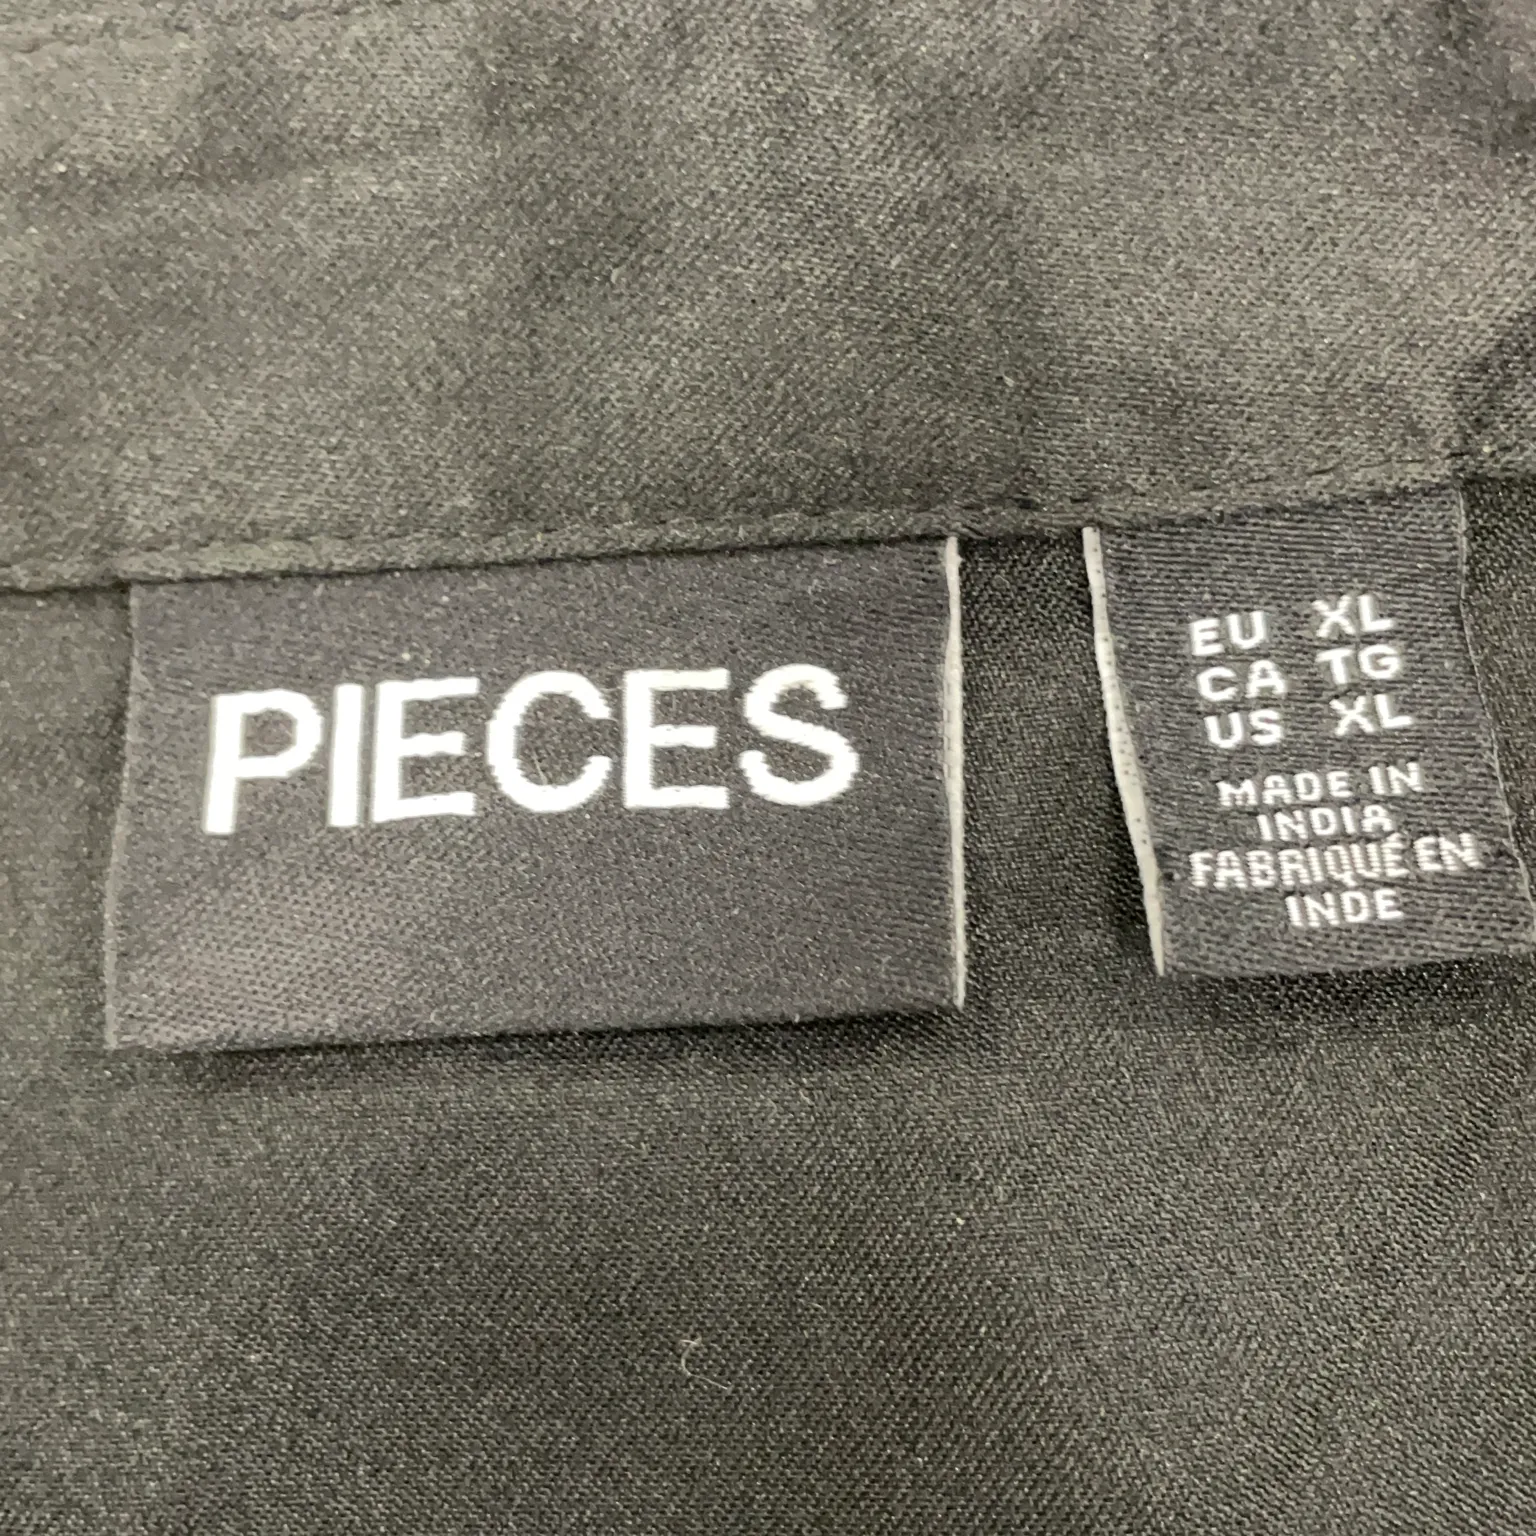 PIECES
EU XL
CA TG
US XL
MADE IN
INDIA
FABRIQUÉ EN
INDE